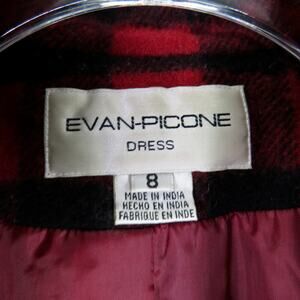 EVAN-PICONE
DRESS
8
MADE IN INDIA
HECHO EN INDIA
FABRIQUE EN INDE